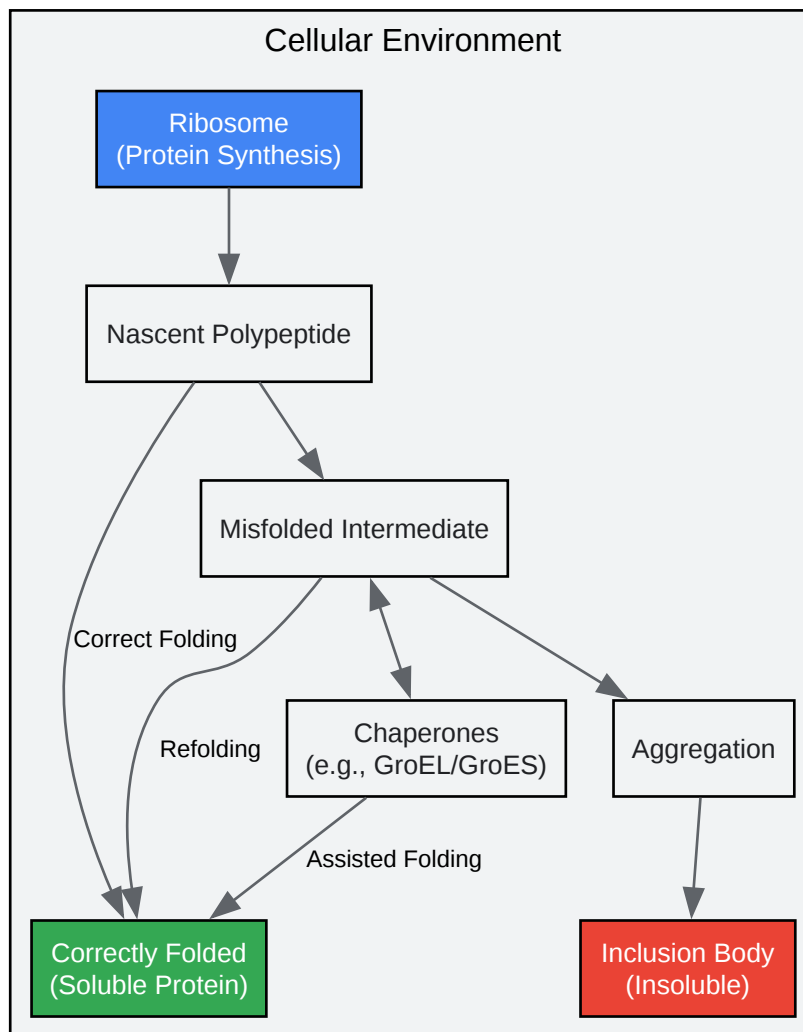 Cellular Environment
Ribosome
(Protein Synthesis)
Nascent Polypeptide
Misfolded Intermediate
Correct Folding
Refolding
Chaperones
(e.g., GroEL/GroES)
Aggregation
Assisted Folding
Correctly Folded
(Soluble Protein)
Inclusion Body
(Insoluble)